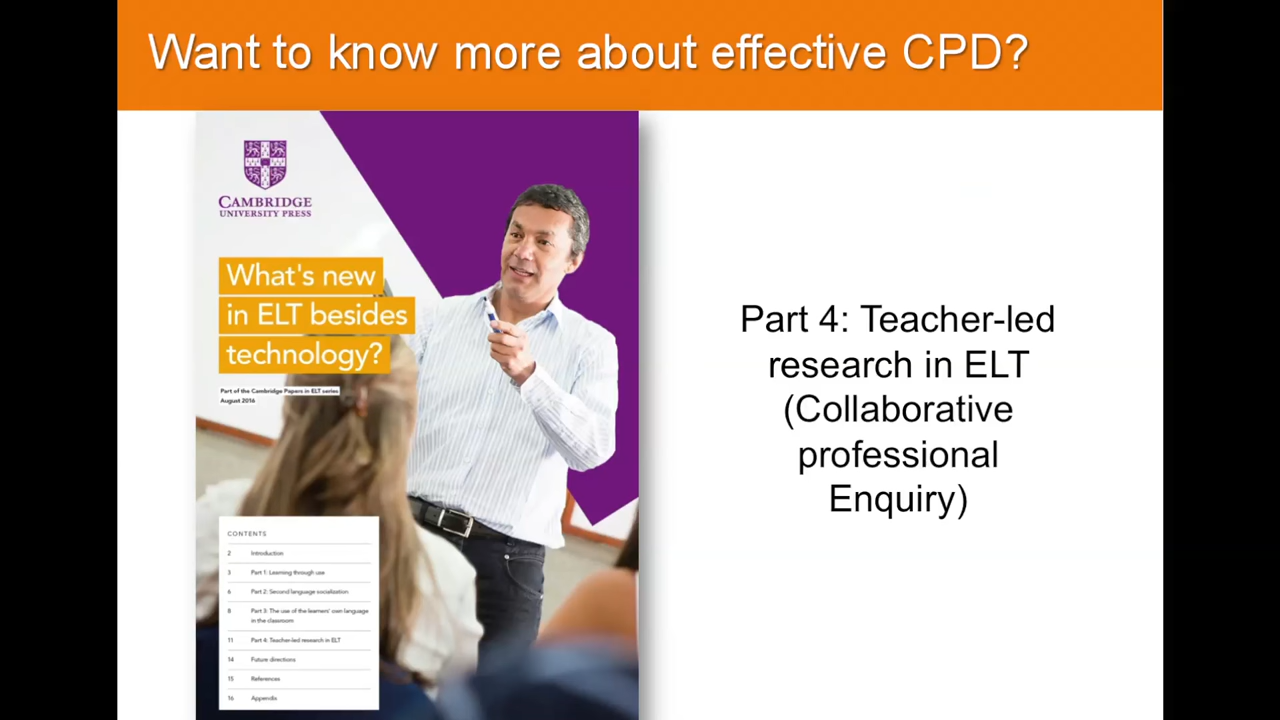 Want to know more about effective CPD?
CAMBRIDGE
UNIVERSITY PRESS
What's new
in ELT besides
technology?
Part of the Cambridge Papers in ELT series
August 2016
CONTENTS
2 Introduction
3 Part 1: Learning through use
6 Part 2: Second language socialization
8 Part 3: The use of the learners' own language
in the classroom
11 Part 4: Teacher-led research in ELT
14 Future directions
15 References
16 Appendix
Part 4: Teacher-led
research in ELT
(Collaborative
professional
Enquiry)